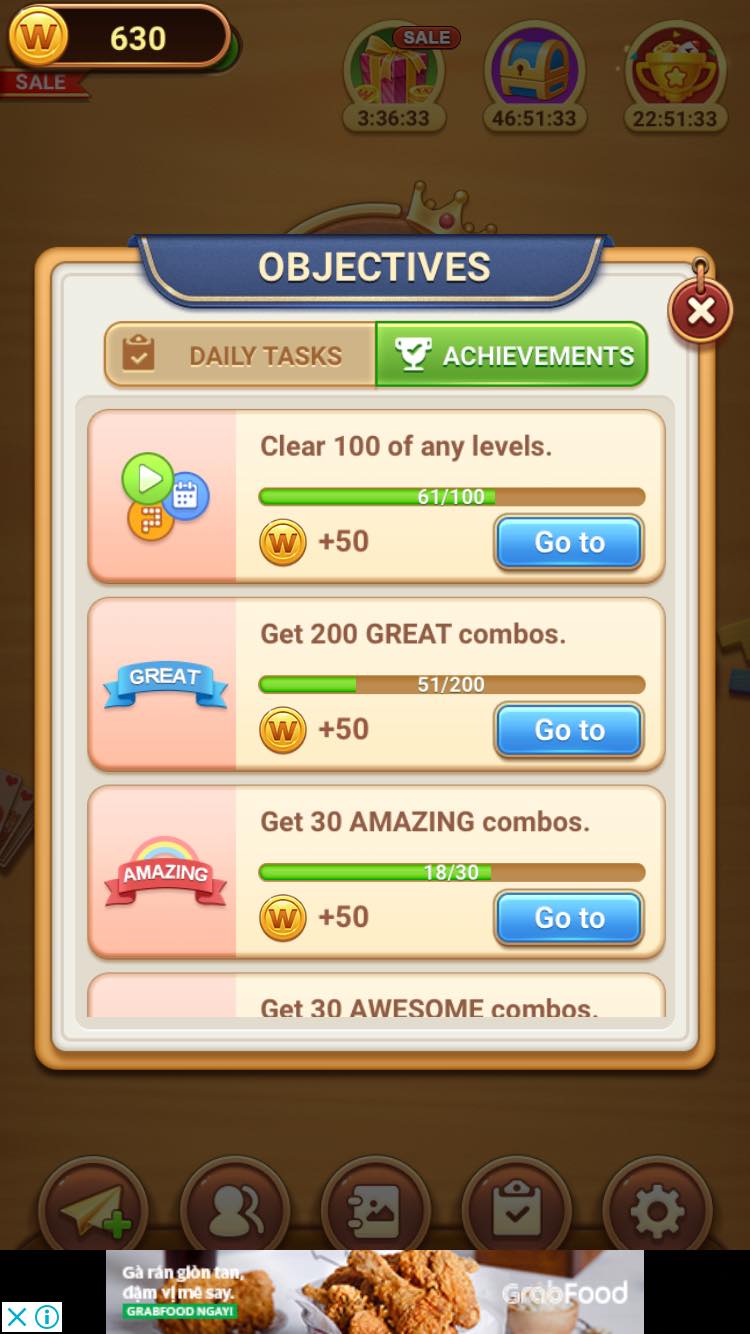 W 630
SALE
SALE
3:36:33 46:51:33 22:51:33
OBJECTIVES
DAILY TASKS ACHIEVEMENTS
Clear 100 of any levels.
61/100
W +50 Go to
Get 200 GREAT combos.
GREAT
51/200
W +50 Go to
Get 30 AMAZING combos.
AMAZING
18/30
W +50 Go to
Get 30 AWESOME combos.
Gà rán giòn tan,
đậm vị mê say.
GRABFOOD NGAY!
GrabFood